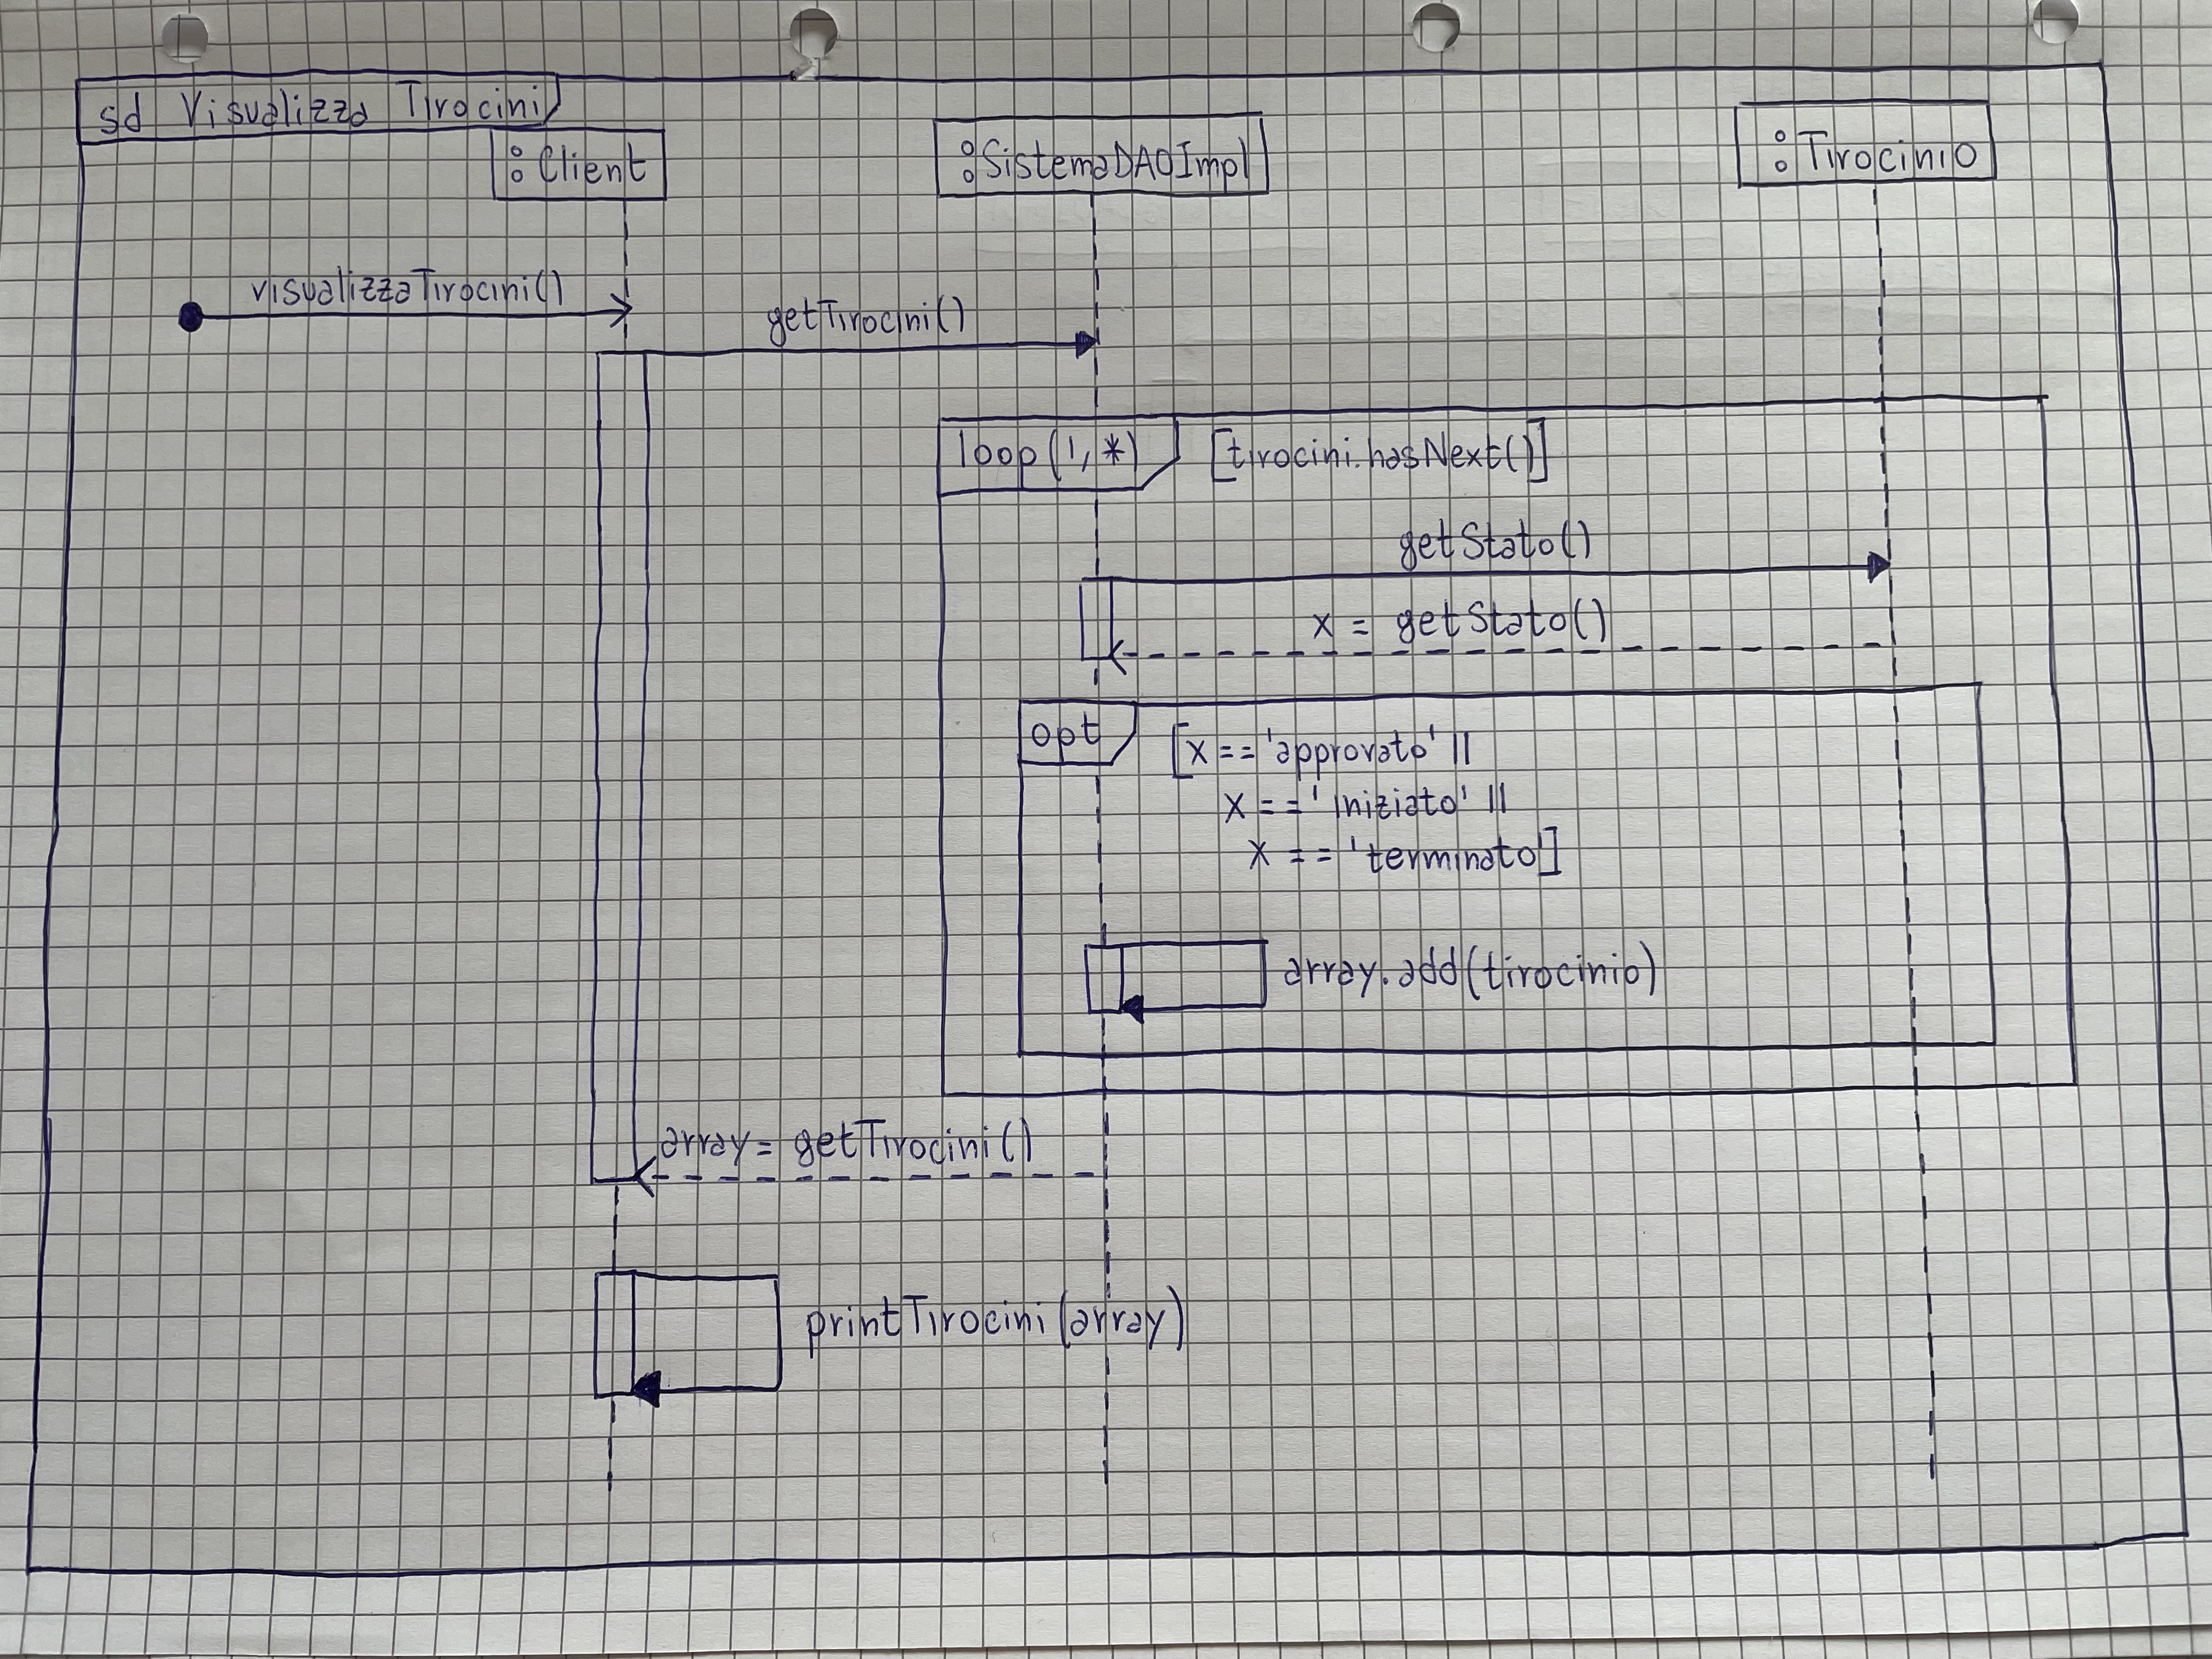 sd Visualizza Tirocini
:Client
:SistemaDAOImpl
:Tirocinio
visualizzaTirocini()
getTirocini()
loop(1,*)
[tirocini.hasNext()]
getStato()
x = getStato()
opt
[x == 'approvato' ||
x == 'iniziato' ||
x == 'terminato]
array.add(tirocinio)
array = getTirocini()
printTirocini(array)